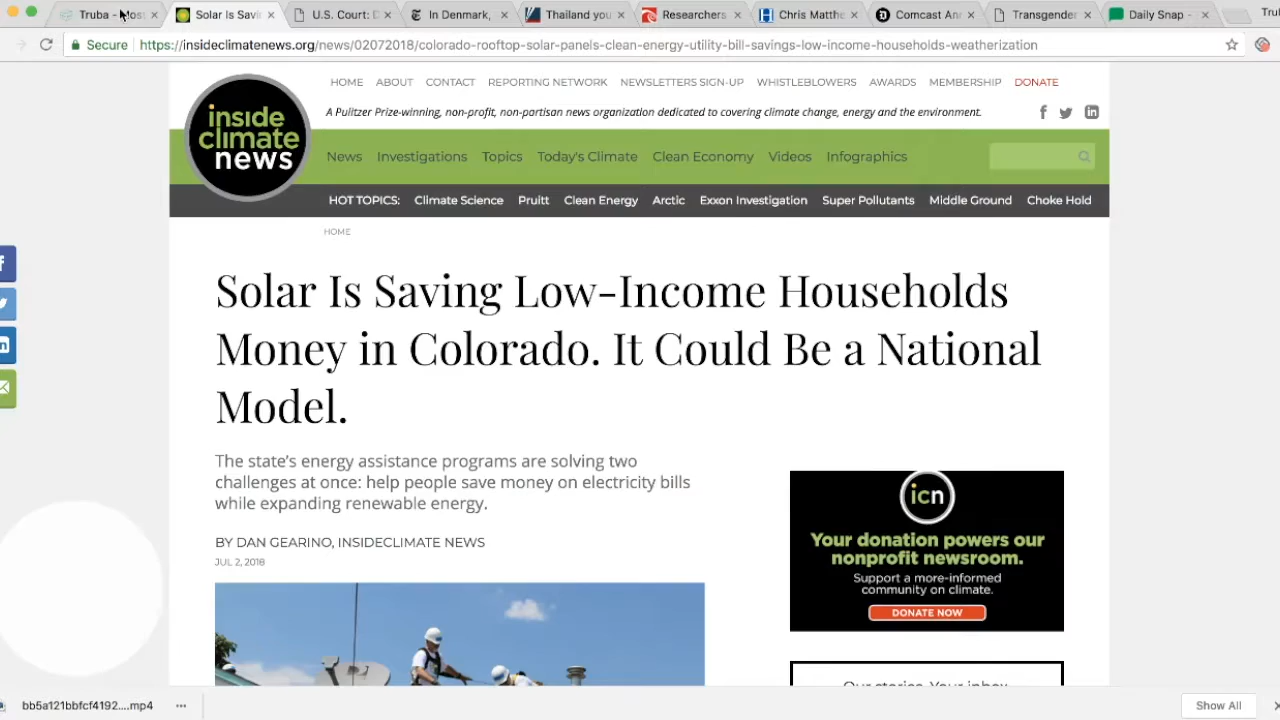 Truba - Most
Solar Is Savi
U.S. Court: D
In Denmark,
Thailand you
Researchers
Chris Matthe
Comcast Ann
Transgender
Daily Snap -
Secure
https://insideclimatenews.org/news/02072018/colorado-rooftop-solar-panels-clean-energy-utility-bill-savings-low-income-households-weatherization
HOME ABOUT CONTACT REPORTING NETWORK NEWSLETTERS SIGN-UP WHISTLEBLOWERS AWARDS MEMBERSHIP DONATE
inside
climate
news
A Pulitzer Prize-winning, non-profit, non-partisan news organization dedicated to covering climate change, energy and the environment.
News Investigations Topics Today's Climate Clean Economy Videos Infographics
HOT TOPICS: Climate Science Pruitt Clean Energy Arctic Exxon Investigation Super Pollutants Middle Ground Choke Hold
HOME
Solar Is Saving Low-Income Households
Money in Colorado. It Could Be a National
Model.
The state's energy assistance programs are solving two
challenges at once: help people save money on electricity bills
while expanding renewable energy.
BY DAN GEARINO, INSIDECLIMATE NEWS
JUL 2, 2018
icn
Your donation powers our
nonprofit newsroom.
Support a more-informed
community on climate.
DONATE NOW
Our stories. Your inbox.
bb5a121bbfcf4192....mp4
Show All